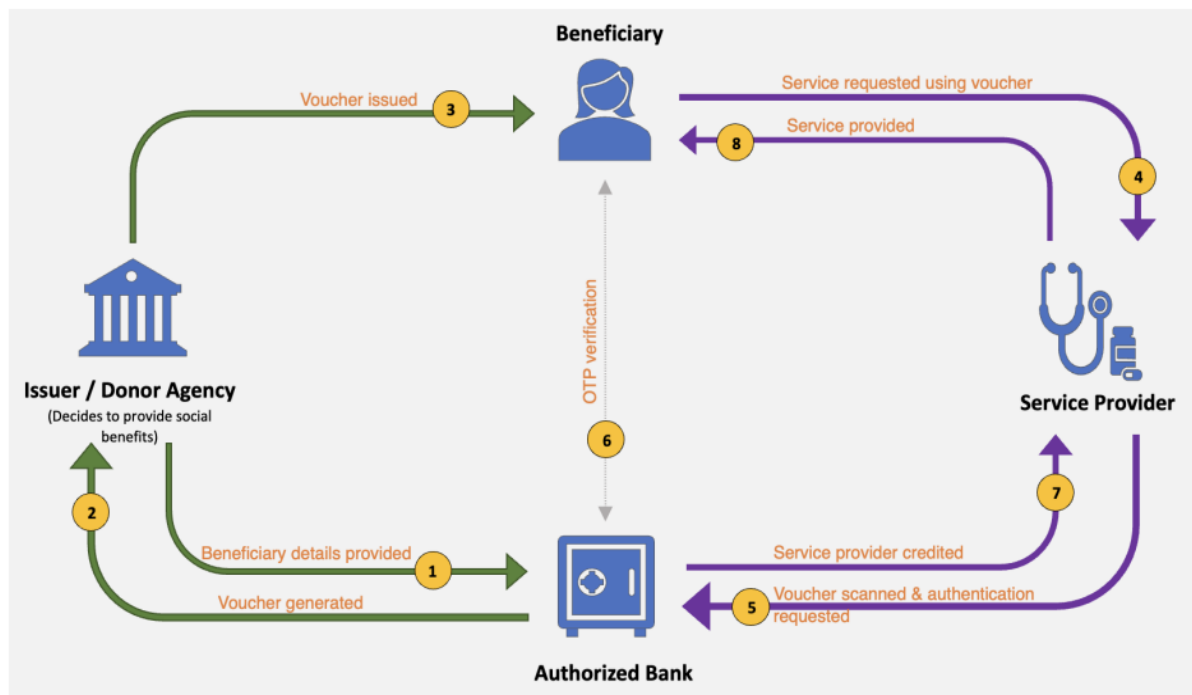 Beneficiary
Voucher issued
3
Service requested using voucher
Service provided
8
4
OTP verification
6
Issuer / Donor Agency
(Decides to provide social
benefits)
Service Provider
2
7
Beneficiary details provided
1
Service provider credited
Voucher generated
5
Voucher scanned & authentication
requested
Authorized Bank